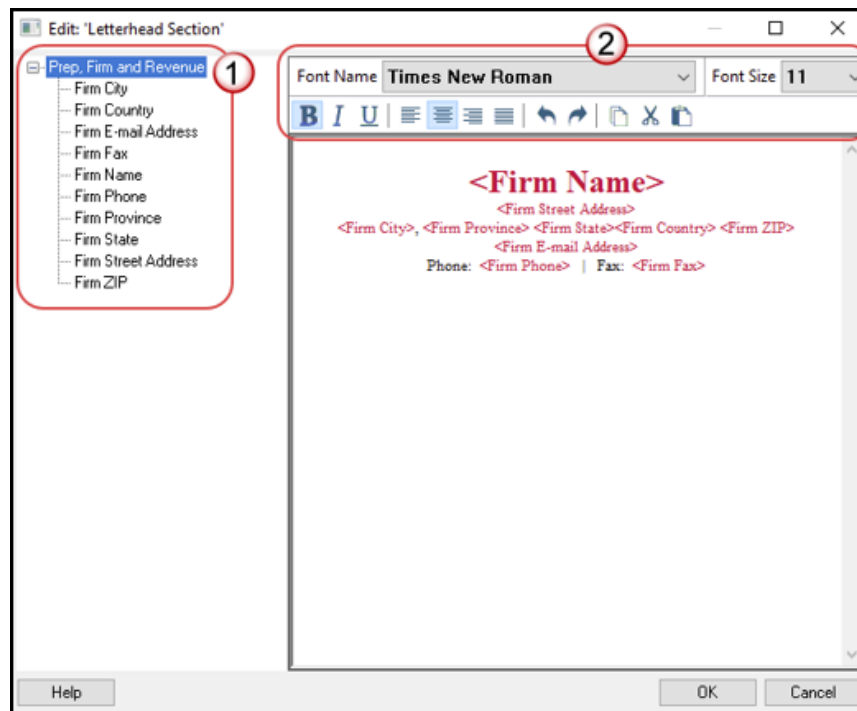 Edit: 'Letterhead Section'
2
Prep, Firm and Revenue
1
Firm City
Firm Country
Firm E-mail Address
Firm Fax
Firm Name
Firm Phone
Firm Province
Firm State
Firm Street Address
Firm ZIP
Font Name Times New Roman Font Size 11
B I U
<Firm Name>
<Firm Street Address>
<Firm City>, <Firm Province> <Firm State><Firm Country> <Firm ZIP>
<Firm E-mail Address>
Phone: <Firm Phone> | Fax: <Firm Fax>
Help OK Cancel